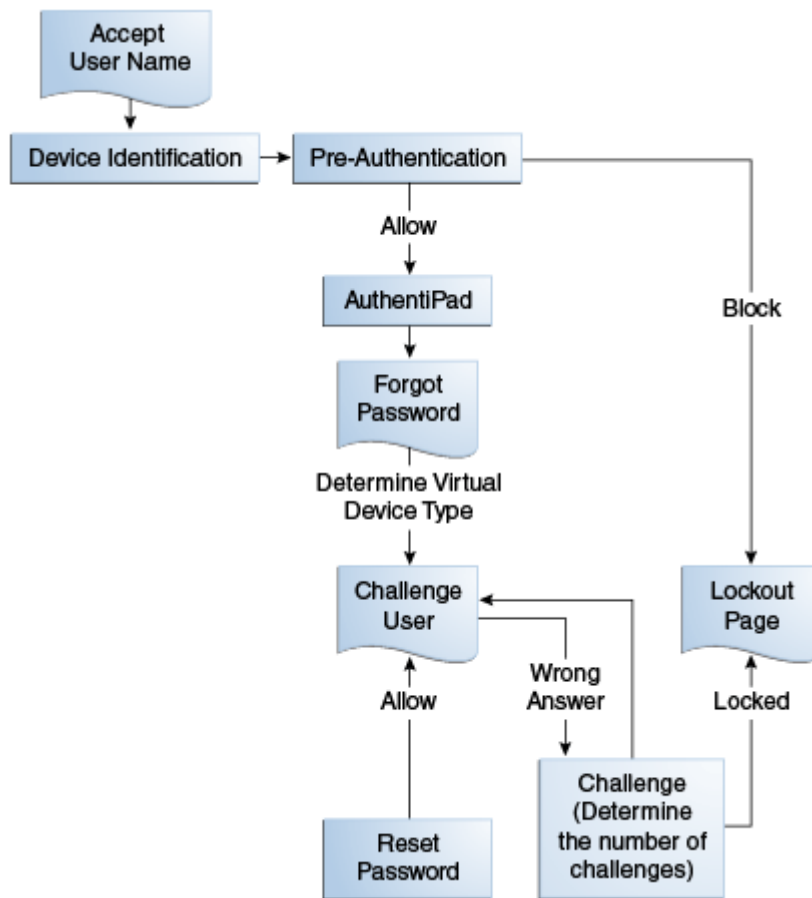 Accept
User Name
Device Identification
Pre-Authentication
Allow
AuthentiPad
Block
Forgot
Password
Determine Virtual
Device Type
Challenge
User
Lockout
Page
Wrong
Answer
Allow
Locked
Challenge
(Determine
the number of
challenges)
Reset
Password